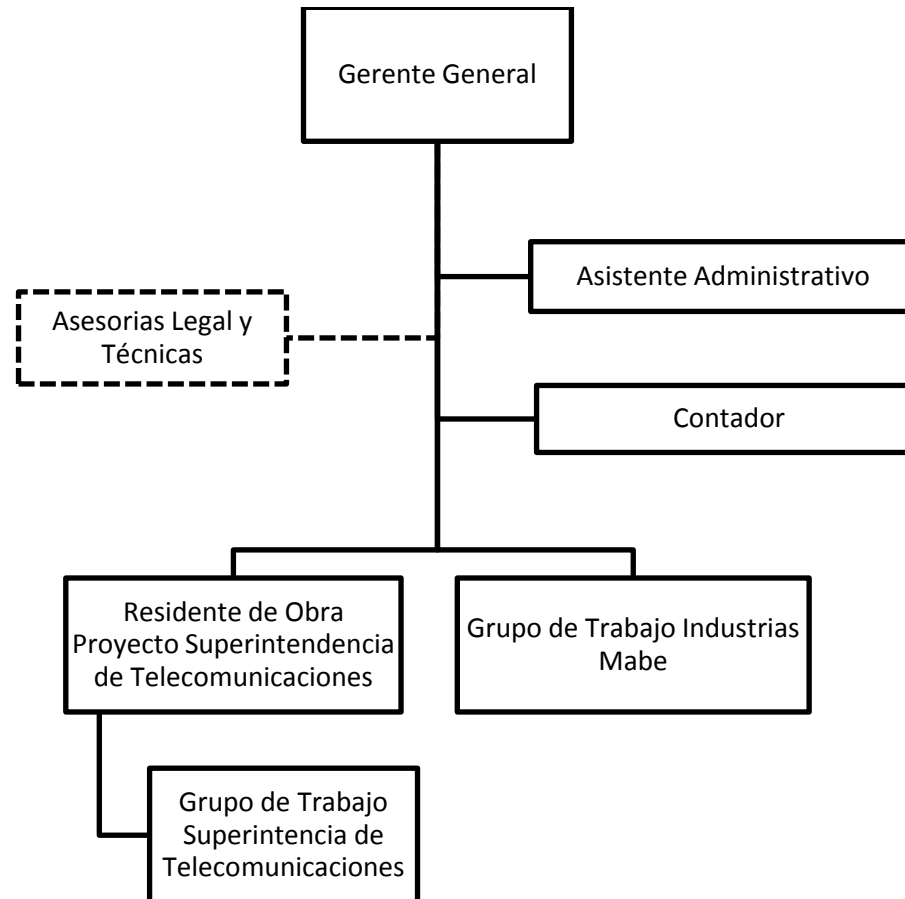 Gerente General
Asistente Administrativo
Asesorias Legal y
Técnicas
Contador
Residente de Obra
Proyecto Superintendencia
de Telecomunicaciones
Grupo de Trabajo Industrias
Mabe
Grupo de Trabajo
Superintencia de
Telecomunicaciones